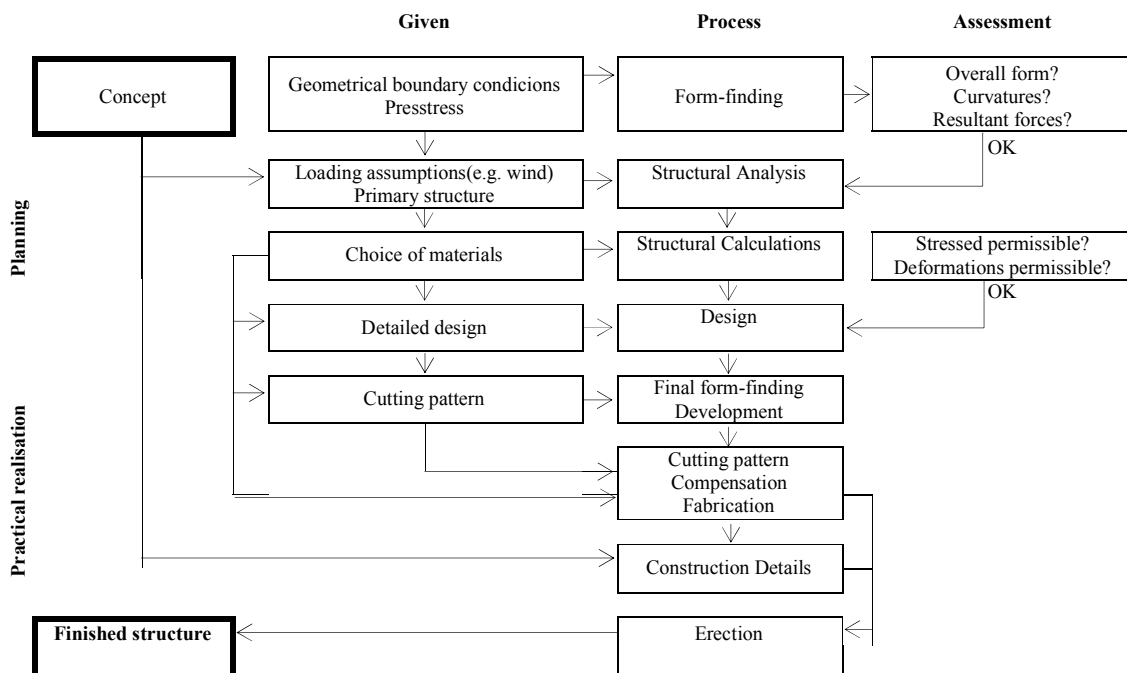 Given
Process
Assessment
Concept
Geometrical boundary condicions
Presstress
Form-finding
Overall form?
Curvatures?
Resultant forces?
OK
Planning
Loading assumptions(e.g. wind)
Primary structure
Structural Analysis
Choice of materials
Structural Calculations
Stressed permissible?
Deformations permissible?
OK
Detailed design
Design
Practical realisation
Cutting pattern
Final form-finding
Development
Cutting pattern
Compensation
Fabrication
Construction Details
Finished structure
Erection